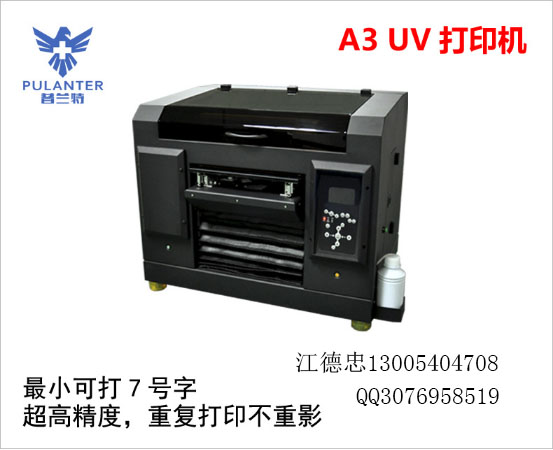 A3 UV 打印机
PULANTER
普兰特
江德忠13005404708
QQ3076958519
最小可打 7 号字
超高精度，重复打印不重影